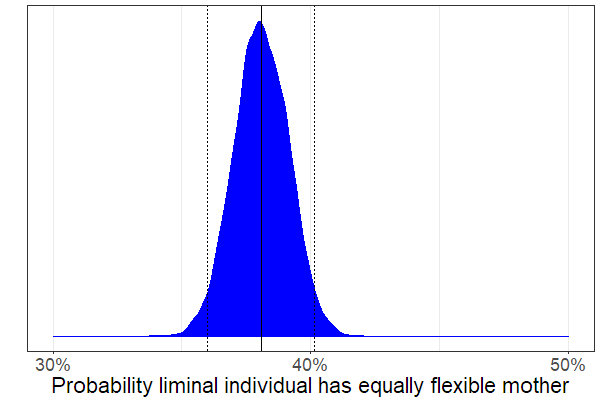 30% 40% 50%
Probability liminal individual has equally flexible mother